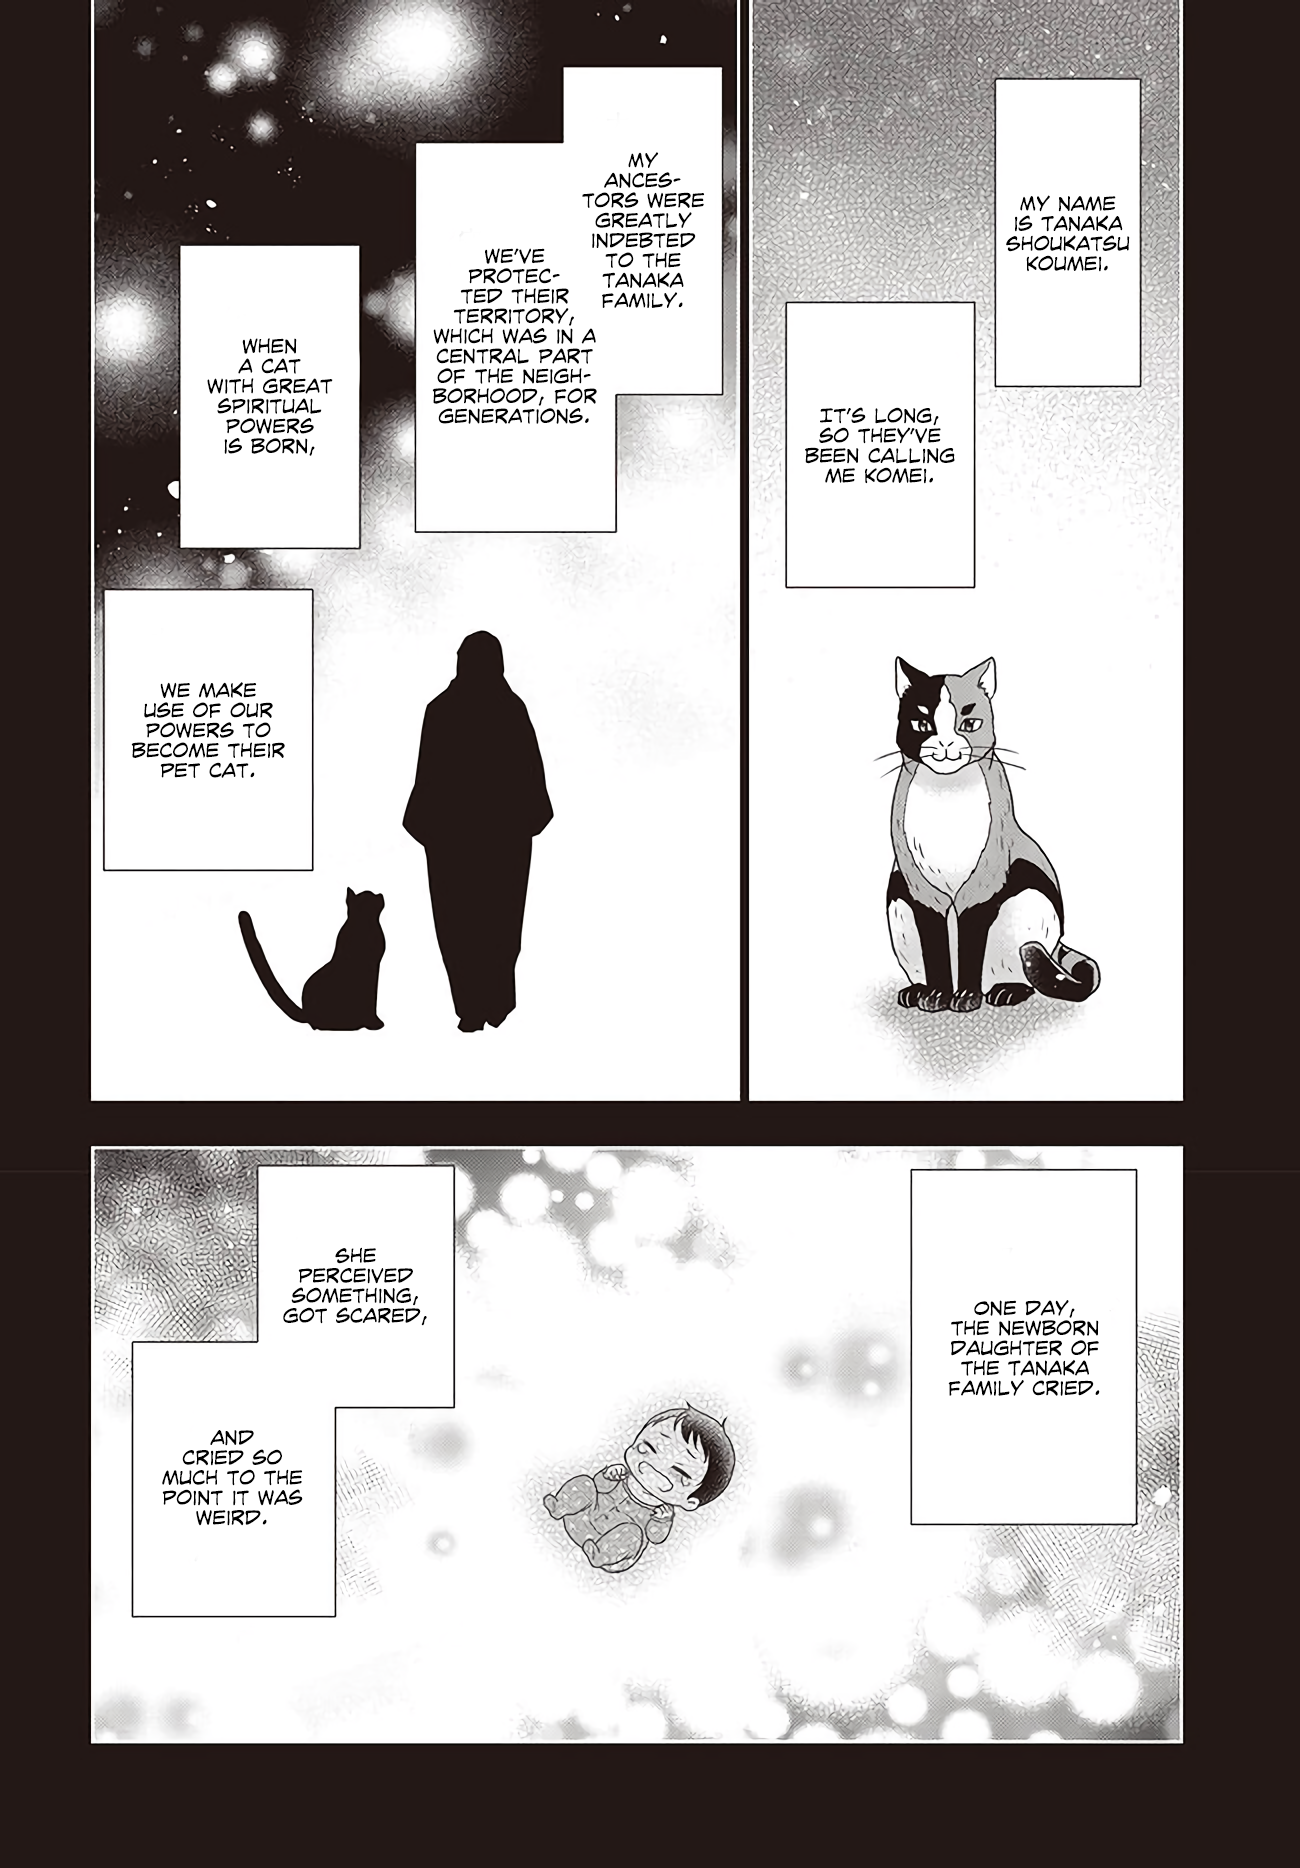 MY NAME
IS TANAKA
SHOUKATSU
KOUMEI.
IT'S LONG,
SO THEY'VE
BEEN CALLING
ME KOMEI.
MY
ANCES-
TORS WERE
GREATLY
INDEBTED
TO THE
TANAKA
FAMILY.
WE'VE
PROTEC-
TED THEIR
TERRITORY,
WHICH WAS IN A
CENTRAL PART
OF THE NEIGH-
BORHOOD, FOR
GENERATIONS.
WHEN
A CAT
WITH GREAT
SPIRITUAL
POWERS
IS BORN,
WE MAKE
USE OF OUR
POWERS TO
BECOME THEIR
PET CAT.
ONE DAY,
THE NEWBORN
DAUGHTER OF
THE TANAKA
FAMILY CRIED.
SHE
PERCEIVED
SOMETHING,
GOT SCARED,
AND
CRIED SO
MUCH TO THE
POINT IT WAS
WEIRD.